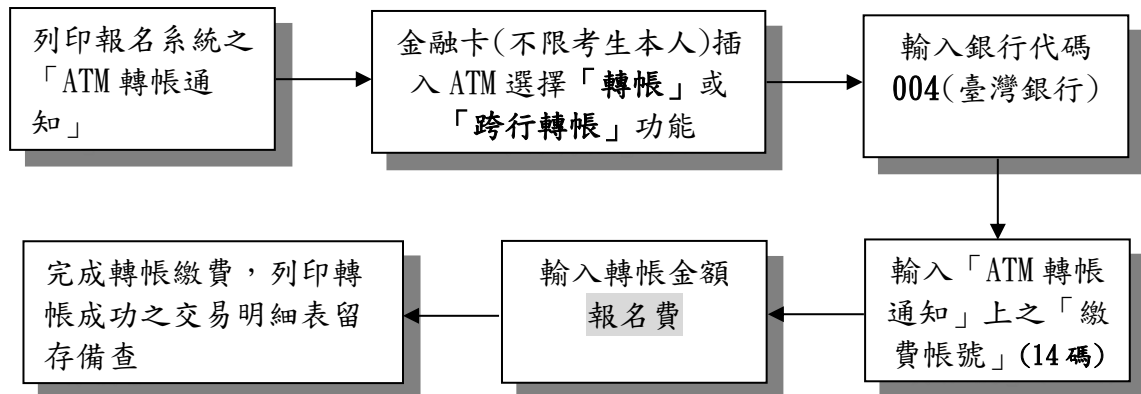 列印報名系統之
「ATM 轉帳通
知」
金融卡(不限考生本人)插
入 ATM 選擇「轉帳」或
「跨行轉帳」功能
輸入銀行代碼
004(臺灣銀行)
輸入「ATM 轉帳
通知」上之「繳
費帳號」(14 碼)
輸入轉帳金額
報名費
完成轉帳繳費，列印轉
帳成功之交易明細表留
存備查